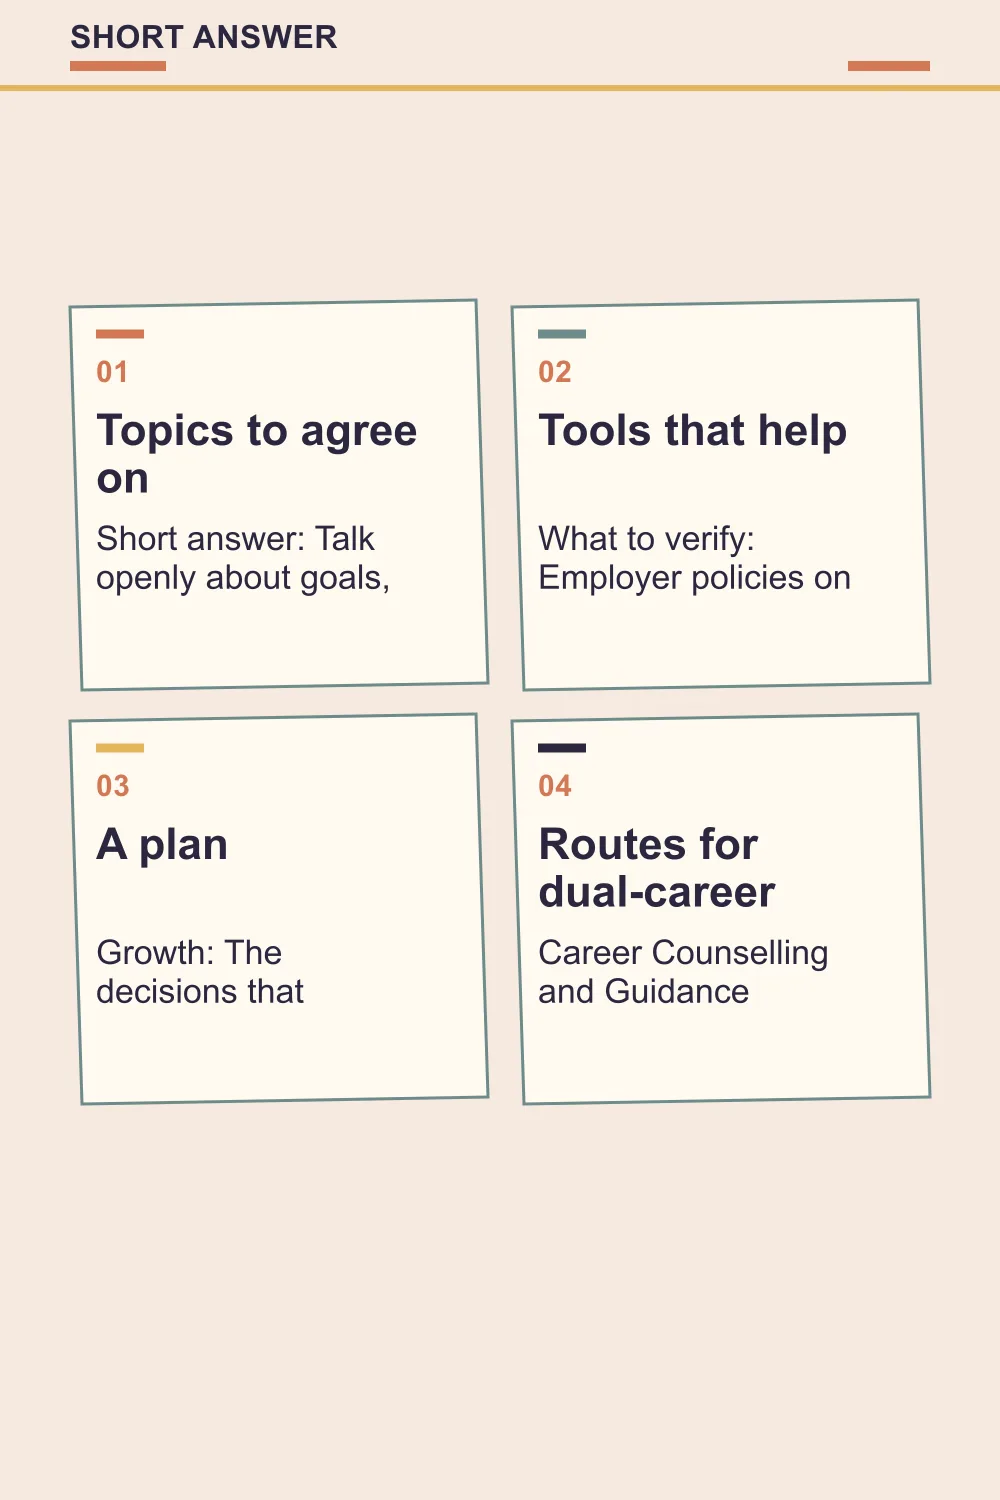 SHORT ANSWER
01
Topics to agree
on
Short answer: Talk
openly about goals,
02
Tools that help
What to verify:
Employer policies on
03
A plan
Growth: The
decisions that
04
Routes for
dual-career
Career Counselling
and Guidance